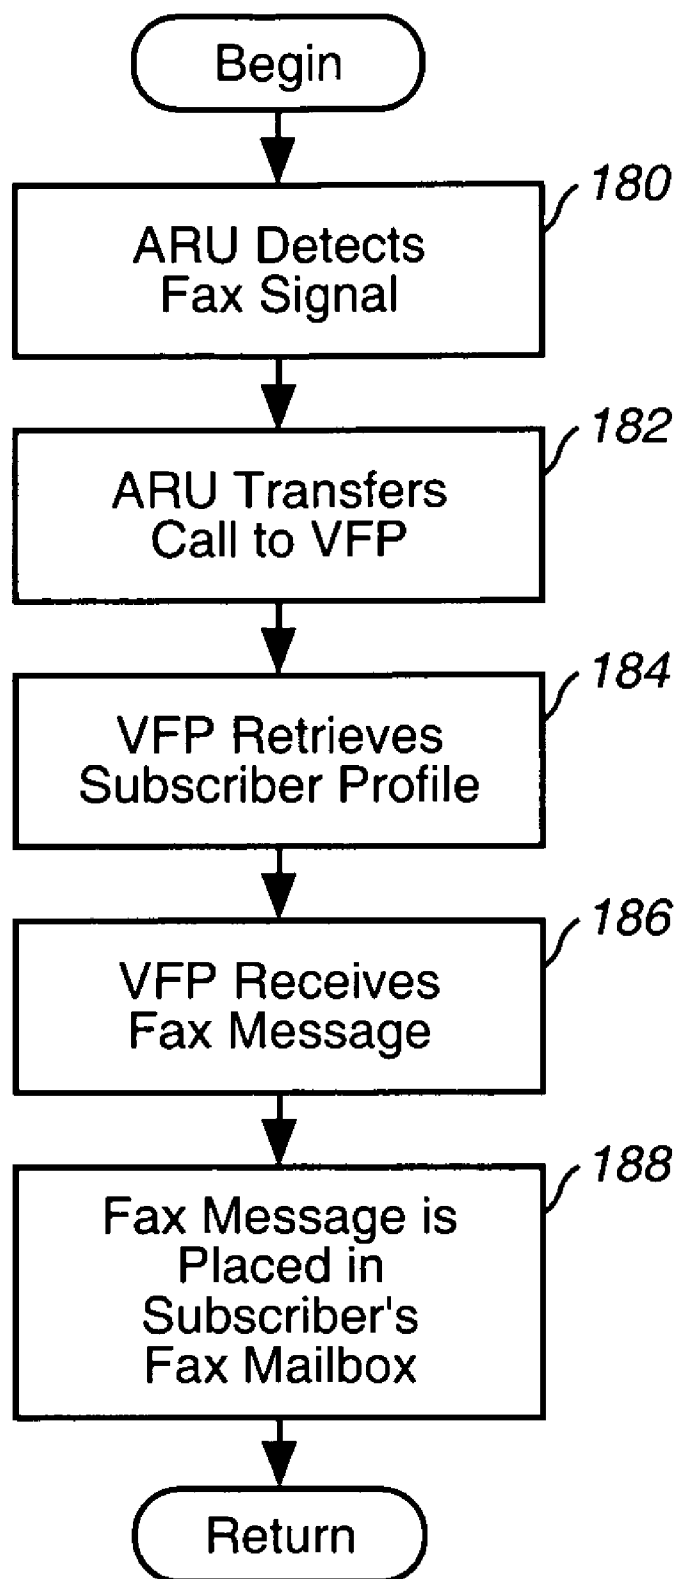 Begin
180
ARU Detects
Fax Signal
182
ARU Transfers
Call to VFP
184
VFP Retrieves
Subscriber Profile
186
VFP Receives
Fax Message
188
Fax Message is
Placed in
Subscriber's
Fax Mailbox
Return